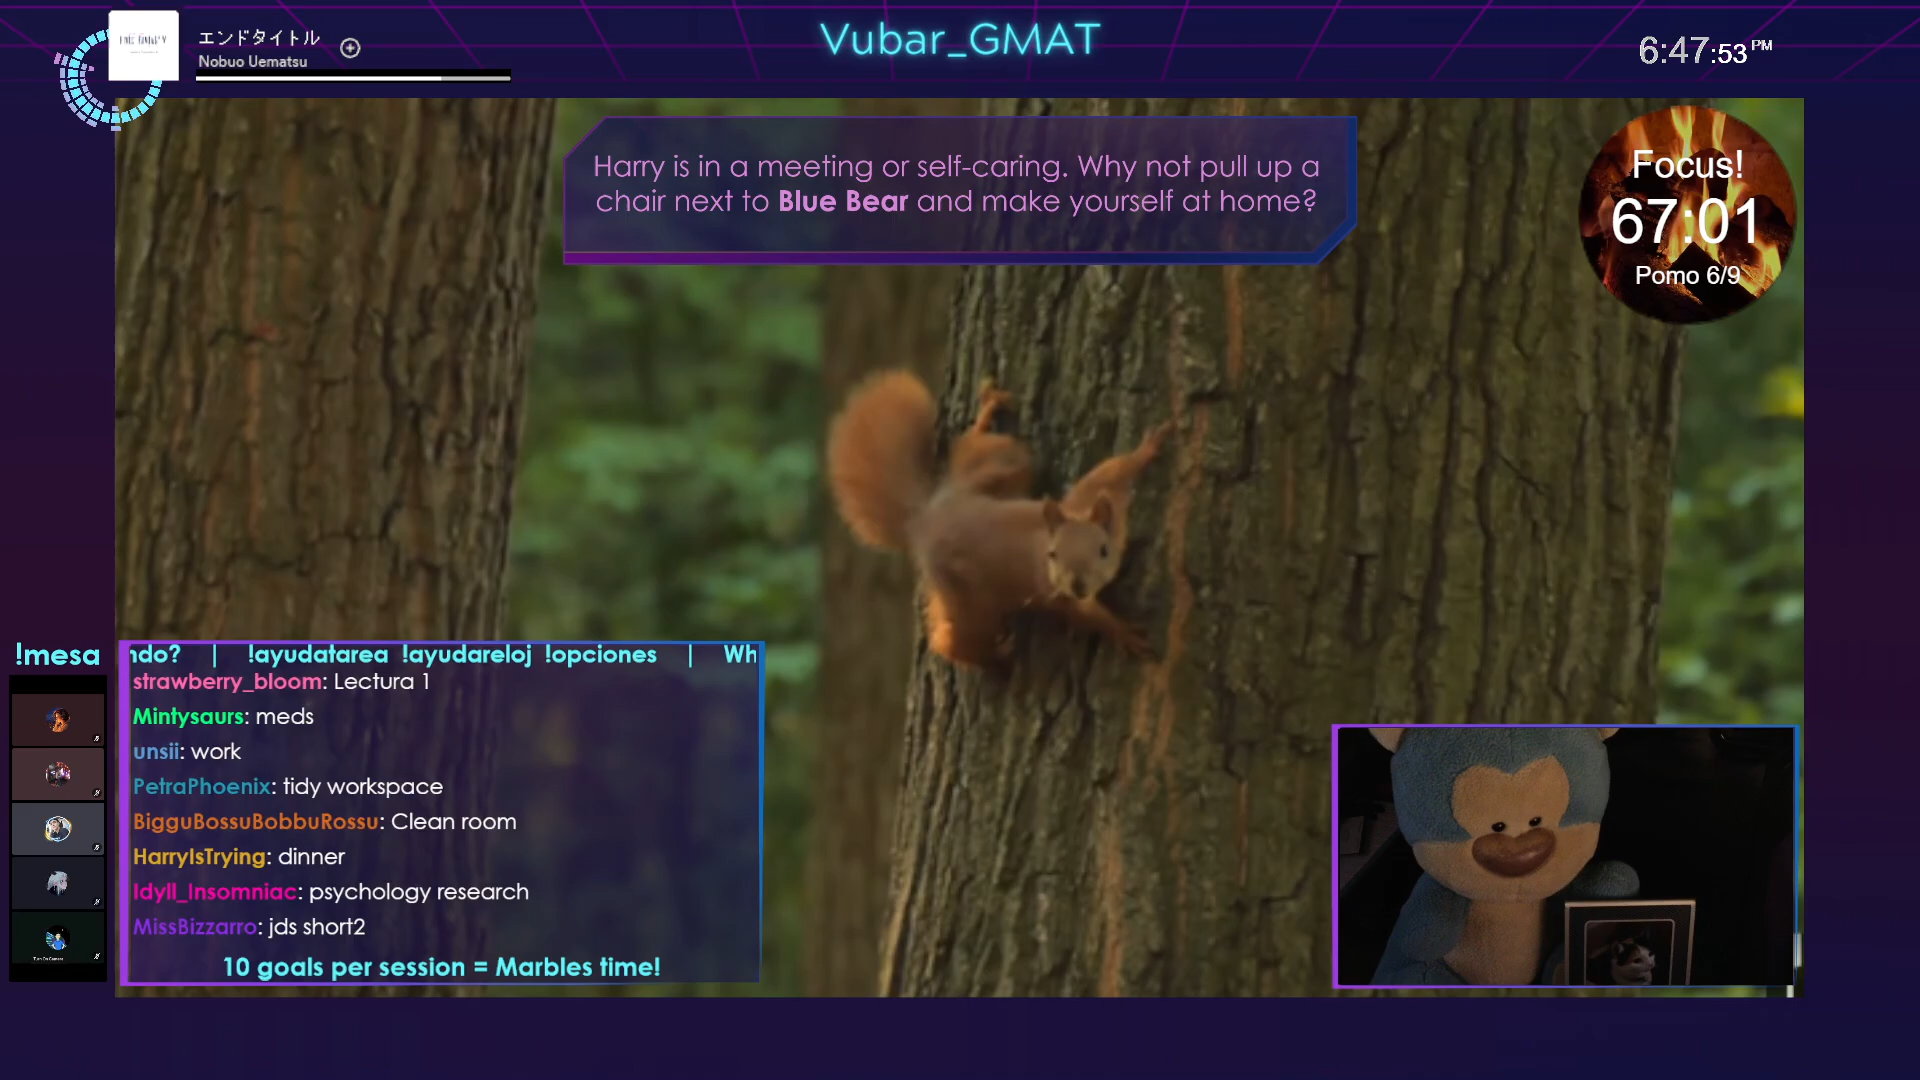 エンドタイトル
Nobuo Uematsu
Vubar_GMAT
6:47:53 PM
Harry is in a meeting or self-caring. Why not pull up a
chair next to Blue Bear and make yourself at home?
Focus!
67:01
Pomo 6/9
!mesa
ndo? | !ayudatarea !ayudareloj !opciones | Wh
strawberry_bloom: Lectura 1
Mintysaurs: meds
unsii: work
PetraPhoenix: tidy workspace
BigguBossuBobbuRossu: Clean room
HarryIsTrying: dinner
Idyll_Insomniac: psychology research
MissBizzarro: jds short2
10 goals per session = Marbles time!